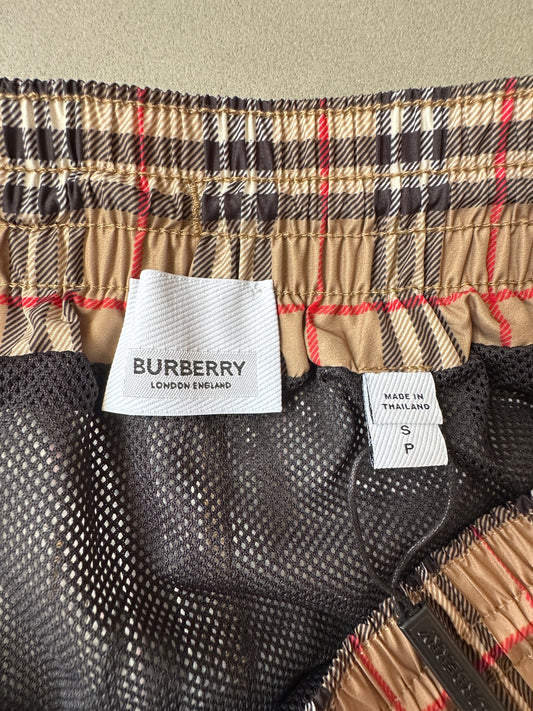 BURBERRY
LONDON ENGLAND
MADE IN
THAILAND
S
P